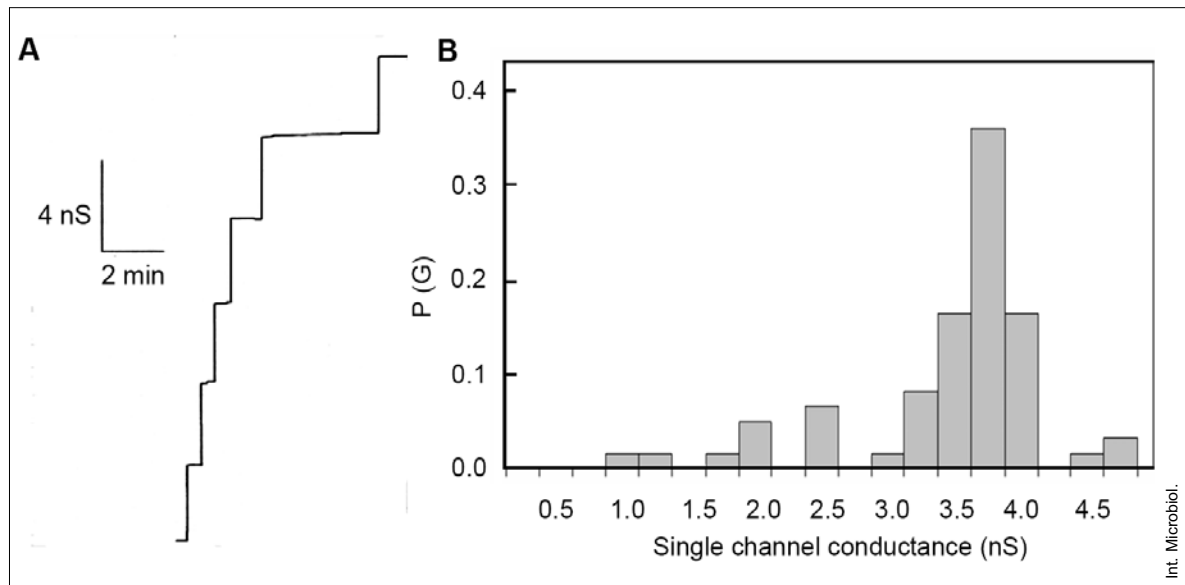 A
4 nS
2 min
B
P (G)
0.4
0.3
0.2
0.1
0.0
0.5 1.0 1.5 2.0 2.5 3.0 3.5 4.0 4.5
Single channel conductance (nS)
Int. Microbiol.